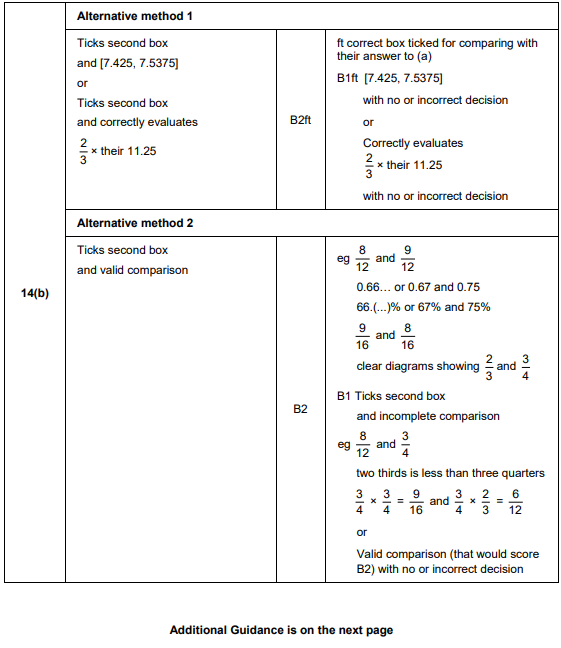 Alternative method 1
Ticks second box
and [7.425, 7.5375]
or
Ticks second box
and correctly evaluates
2/3 × their 11.25
B2ft
ft correct box ticked for comparing with
their answer to (a)
B1ft [7.425, 7.5375]
with no or incorrect decision
or
Correctly evaluates
2/3 × their 11.25
with no or incorrect decision
14(b)
Alternative method 2
Ticks second box
and valid comparison
B2
eg 8/12 and 9/12
0.66… or 0.67 and 0.75
66.(...)% or 67% and 75%
9/16 and 8/16
clear diagrams showing 2/3 and 3/4
B1 Ticks second box
and incomplete comparison
eg 8/12 and 3/4
two thirds is less than three quarters
3/4 × 3/4 = 9/16 and 3/4 × 2/3 = 6/12
or
Valid comparison (that would score
B2) with no or incorrect decision
Additional Guidance is on the next page